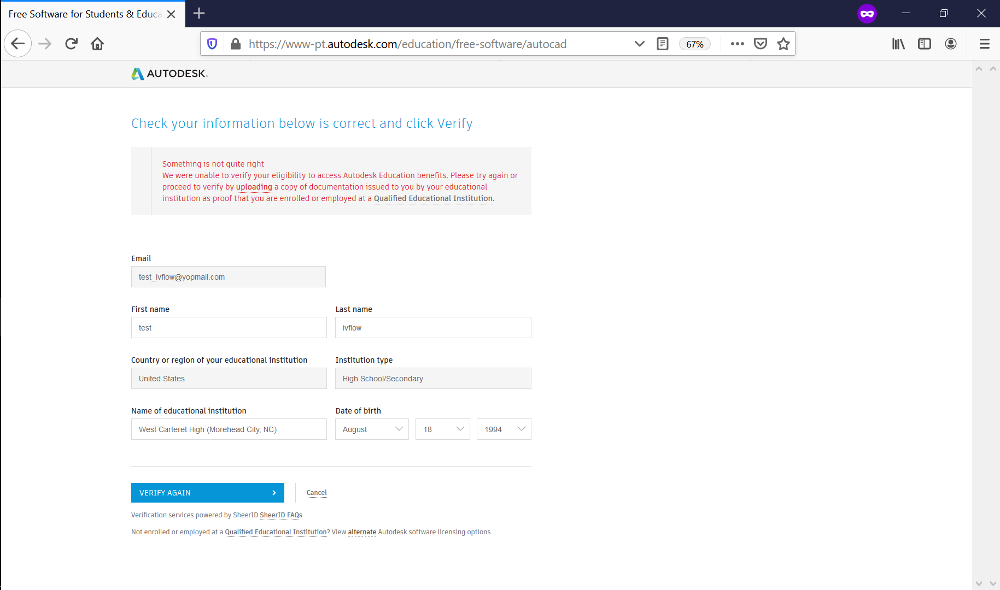 Free Software for Students & Educa
https://www-pt.autodesk.com/education/free-software/autocad
67%
AUTODESK.
Check your information below is correct and click Verify
Something is not quite right
We were unable to verify your eligibility to access Autodesk Education benefits. Please try again or
proceed to verify by uploading a copy of documentation issued to you by your educational
institution as proof that you are enrolled or employed at a Qualified Educational Institution.
Email
test_ivflow@yopmail.com
First name
Last name
test
ivflow
Country or region of your educational institution
Institution type
United States
High School/Secondary
Name of educational institution
Date of birth
West Carteret High (Morehead City, NC)
August
18
1994
VERIFY AGAIN
Cancel
Verification services powered by SheerID SheerID FAQs
Not enrolled or employed at a Qualified Educational Institution? View alternate Autodesk software licensing options.